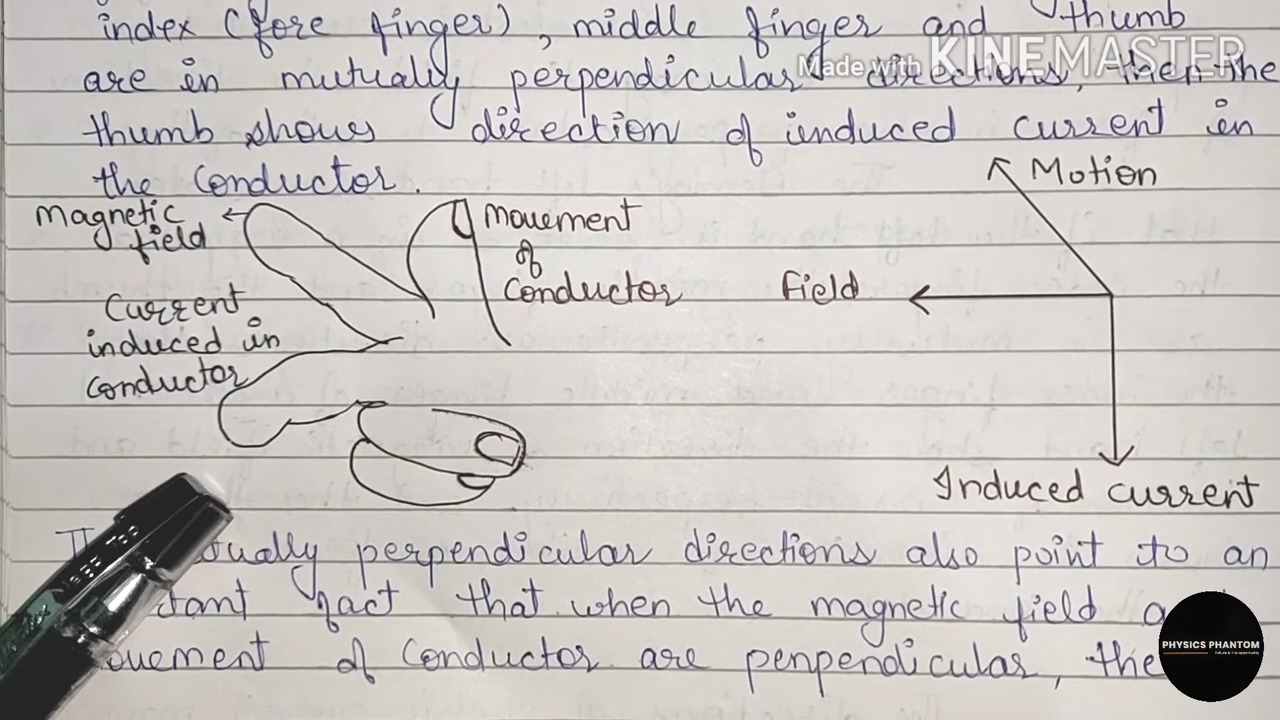 index (fore finger), middle finger and thumb
Made with KINEMASTER
are in mutually perpendicular directions, then the
thumb shows direction of induced current in
the conductor.
Motion
Magnetic
field
Movement
of
Conductor
Field
Current
induced in
conductor
Induced current
perpendicular directions also point to an
fact that when the magnetic field
of conductor are penpendicular, the
PHYSICS PHANTOM